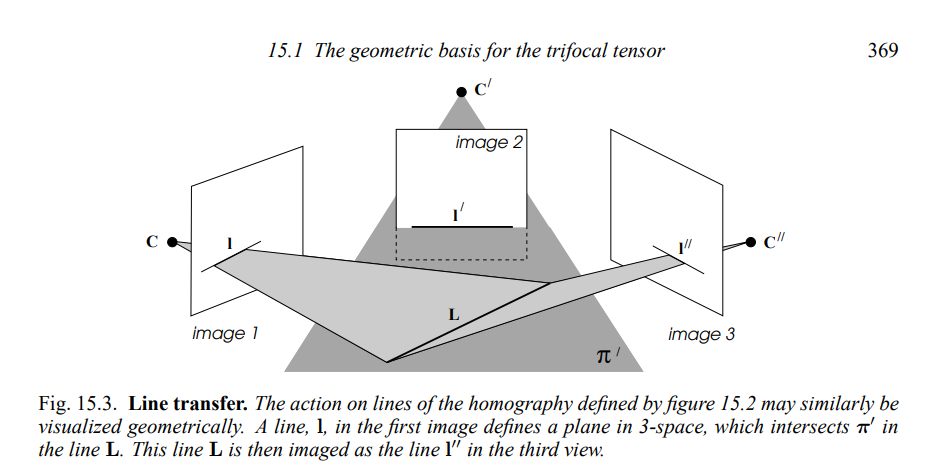 15.1 The geometric basis for the trifocal tensor 369
C/
image 2
l/
C
l
l//
C//
L
image 1
image 3
π/
Fig. 15.3. Line transfer. The action on lines of the homography defined by figure 15.2 may similarly be
visualized geometrically. A line, l, in the first image defines a plane in 3-space, which intersects π′ in
the line L. This line L is then imaged as the line l′′ in the third view.